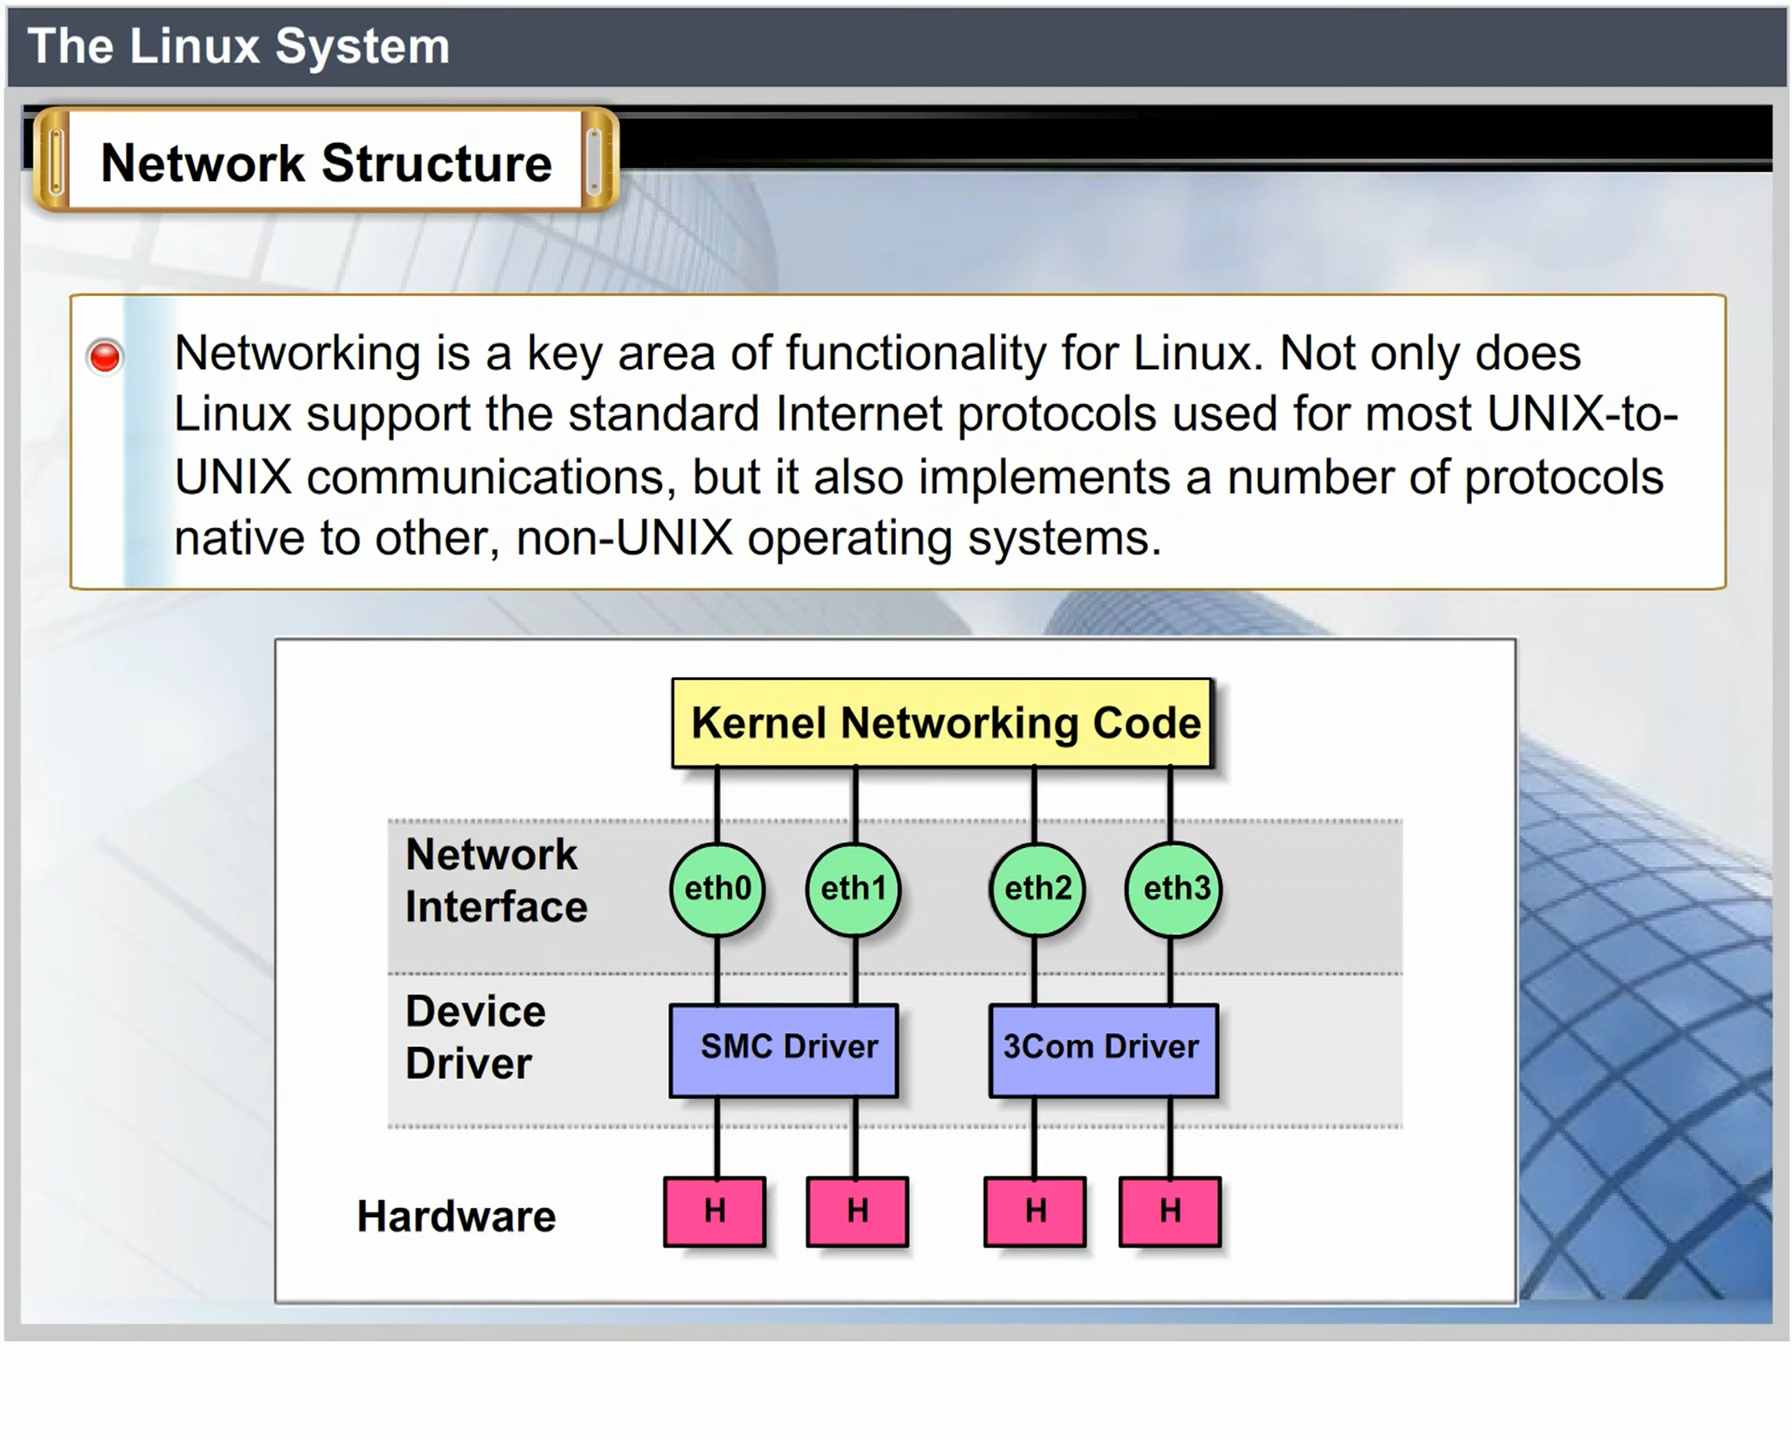 The Linux System
Network Structure
Networking is a key area of functionality for Linux. Not only does
Linux support the standard Internet protocols used for most UNIX-to-
UNIX communications, but it also implements a number of protocols
native to other, non-UNIX operating systems.
Kernel Networking Code
Network
Interface
eth0 eth1 eth2 eth3
Device
Driver
SMC Driver 3Com Driver
Hardware
H H H H